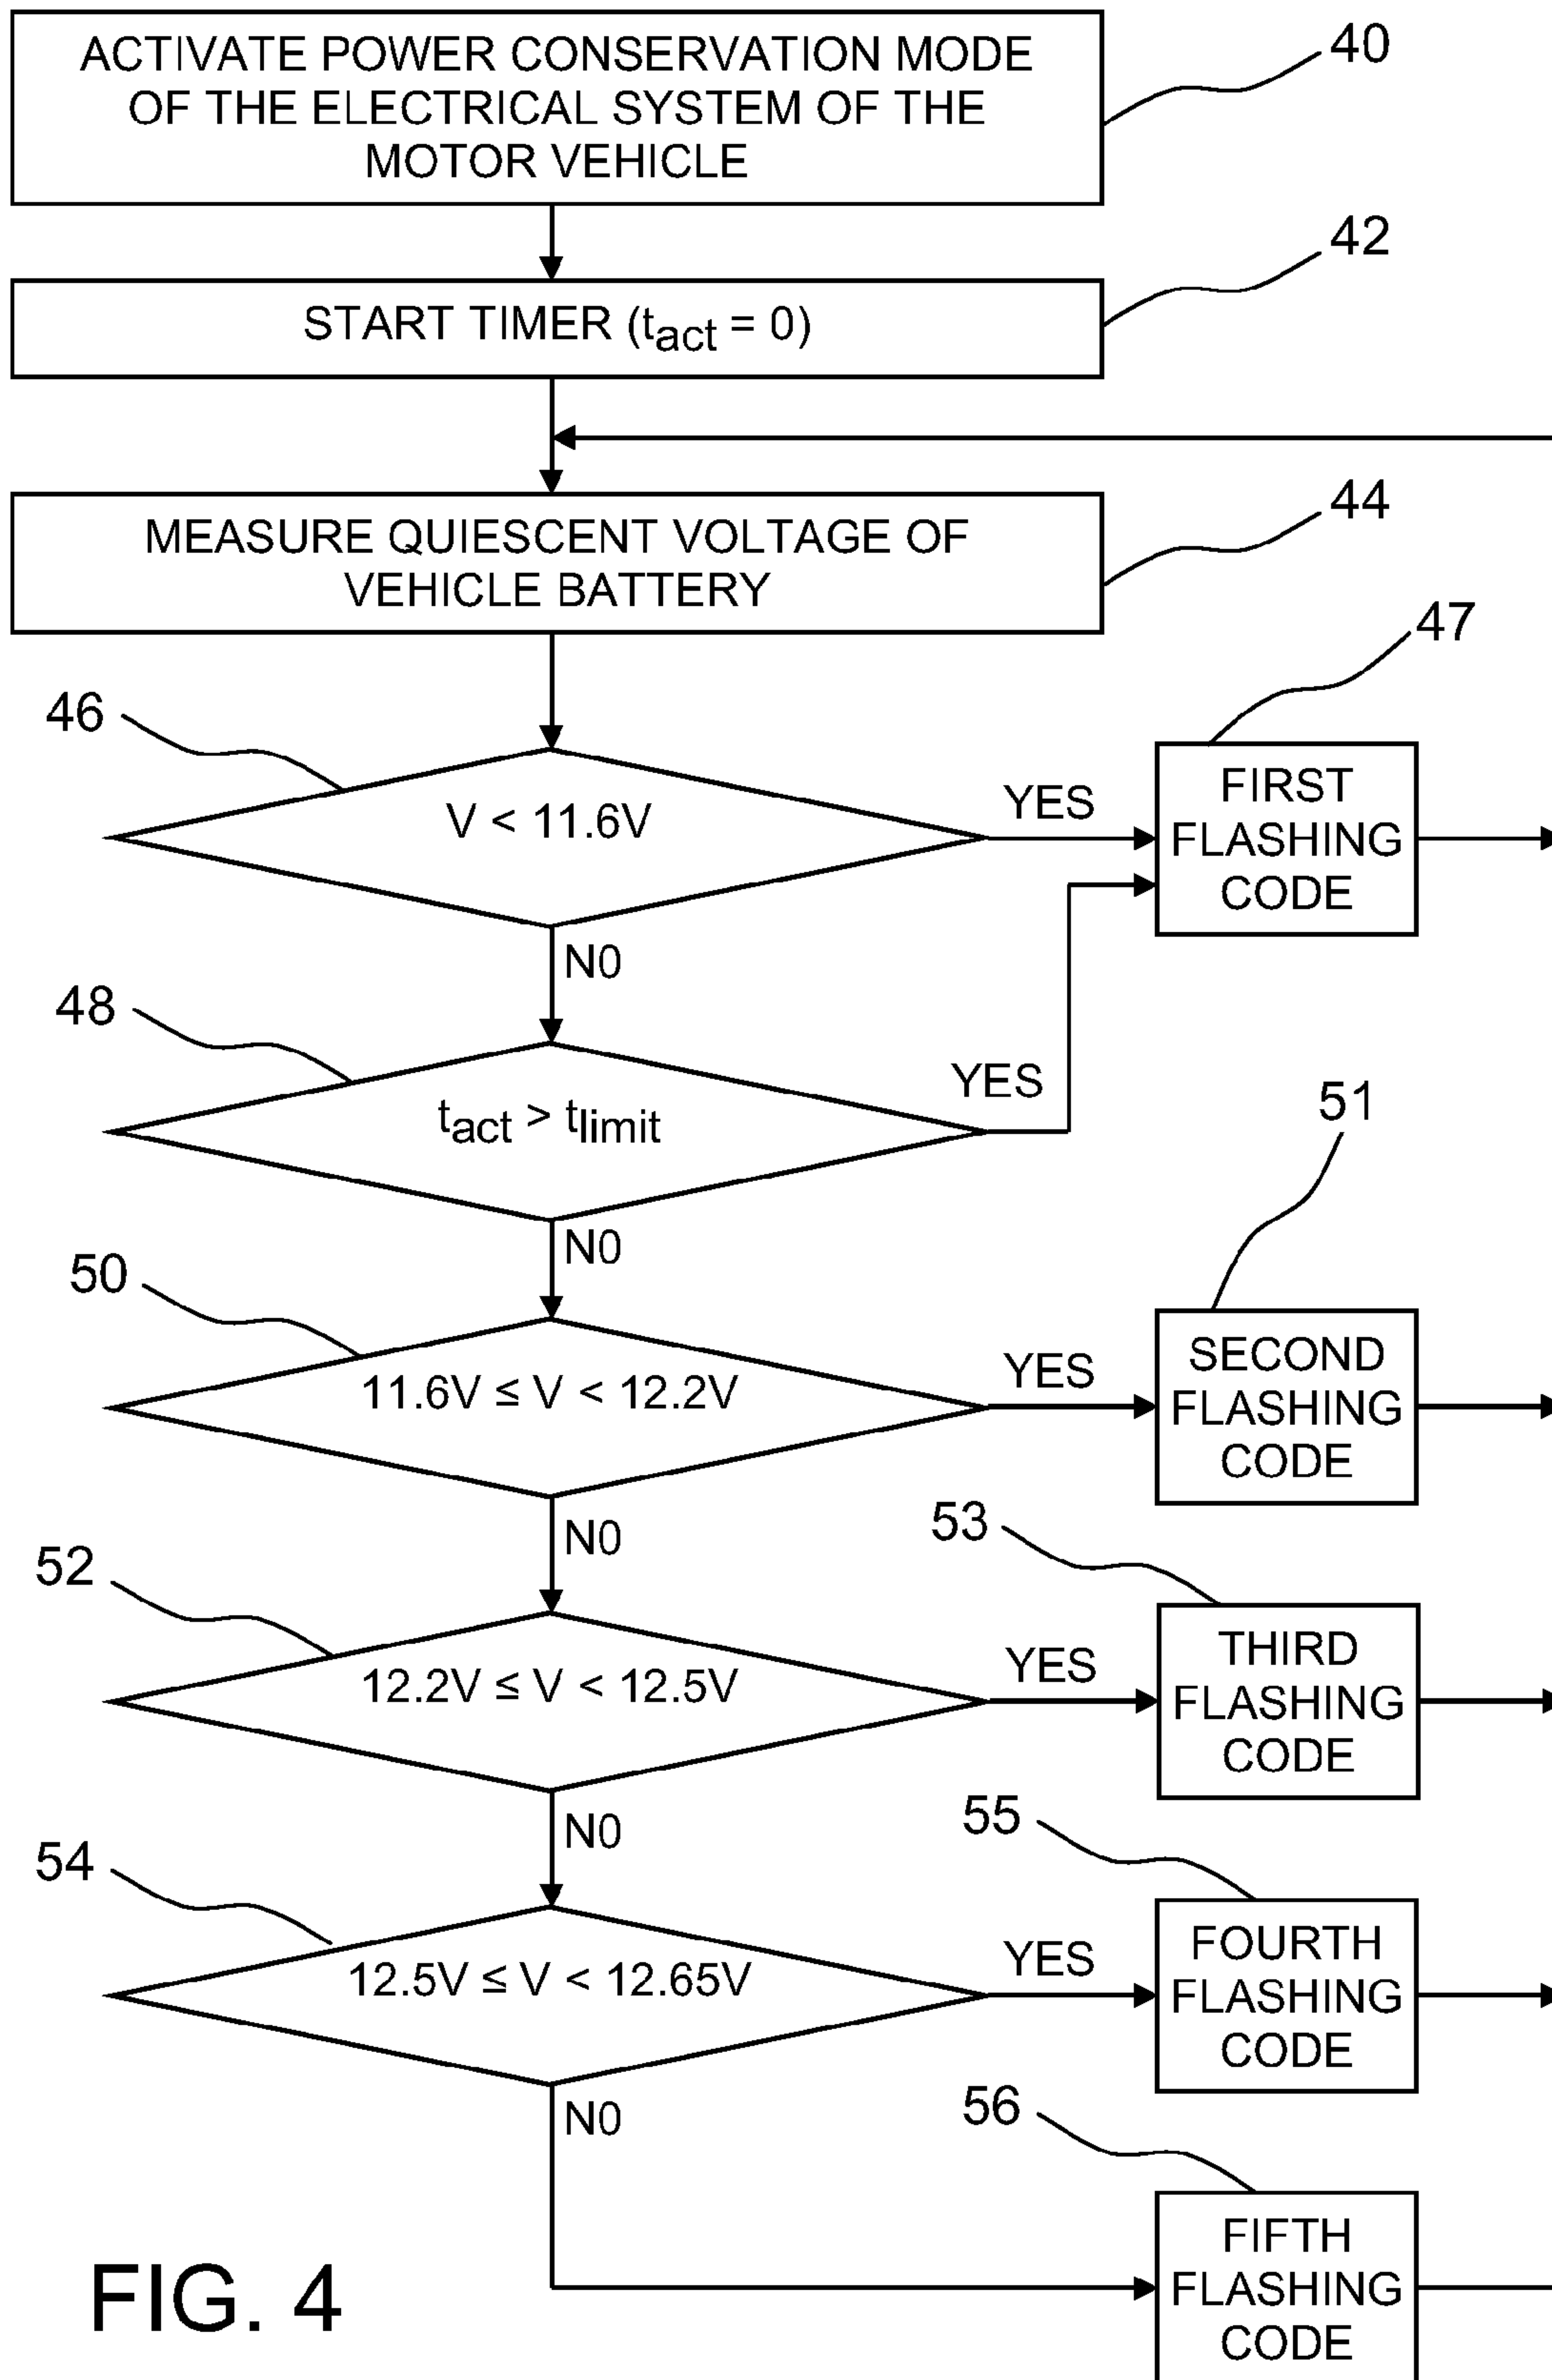 ACTIVATE POWER CONSERVATION MODE
OF THE ELECTRICAL SYSTEM OF THE
MOTOR VEHICLE
40
START TIMER (tact = 0)
42
MEASURE QUIESCENT VOLTAGE OF
VEHICLE BATTERY
44
46
V < 11.6V
YES
47
FIRST
FLASHING
CODE
N0
48
tact > tlimit
YES
N0
50
11.6V ≤ V < 12.2V
YES
51
SECOND
FLASHING
CODE
N0
52
12.2V ≤ V < 12.5V
YES
53
THIRD
FLASHING
CODE
N0
54
12.5V ≤ V < 12.65V
YES
55
FOURTH
FLASHING
CODE
N0
56
FIFTH
FLASHING
CODE
FIG. 4